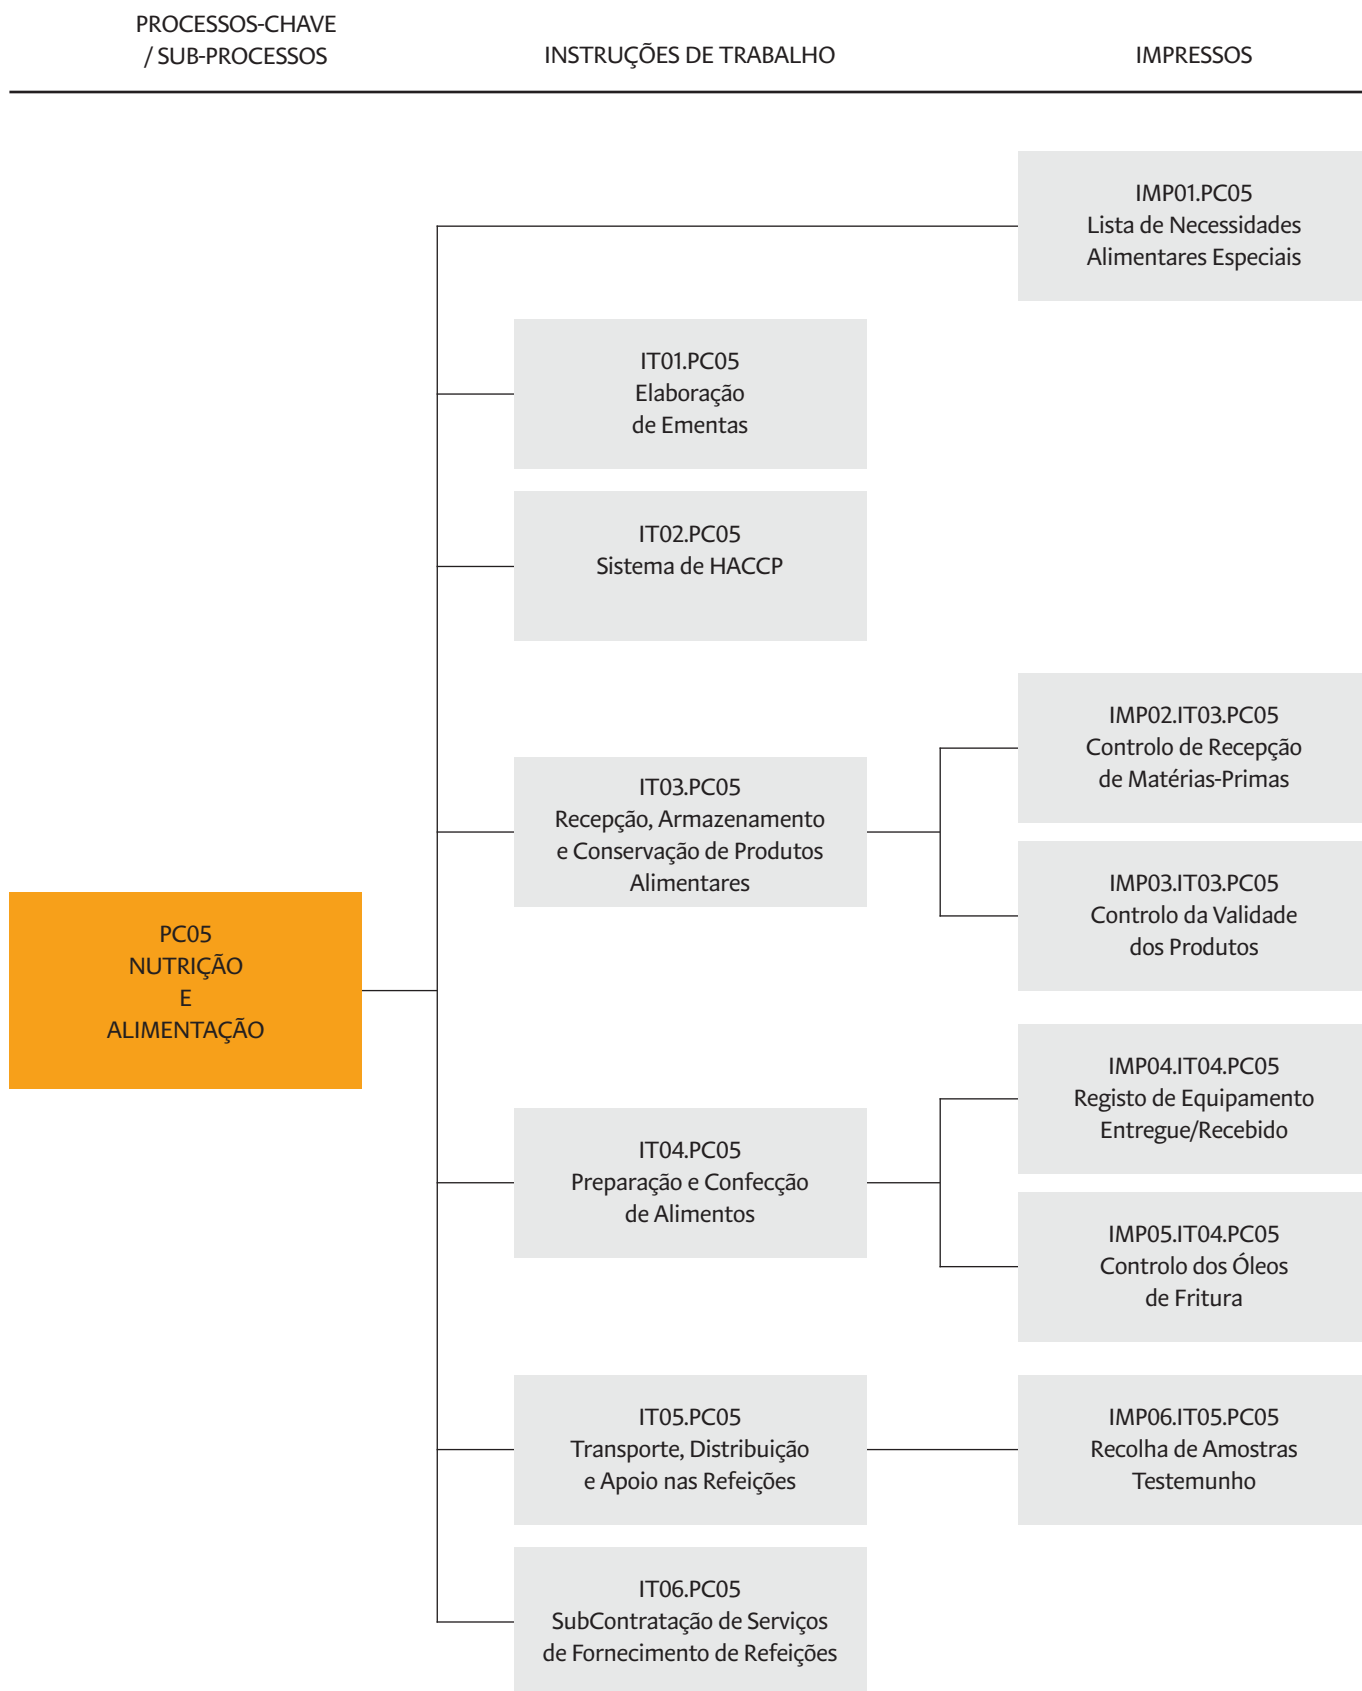 PROCESSOS-CHAVE
/ SUB-PROCESSOS
INSTRUÇÕES DE TRABALHO
IMPRESSOS
IMP01.PC05
Lista de Necessidades
Alimentares Especiais
IT01.PC05
Elaboração
de Ementas
IT02.PC05
Sistema de HACCP
IT03.PC05
Recepção, Armazenamento
e Conservação de Produtos
Alimentares
IMP02.IT03.PC05
Controlo de Recepção
de Matérias-Primas
IMP03.IT03.PC05
Controlo da Validade
dos Produtos
PC05
NUTRIÇÃO
E
ALIMENTAÇÃO
IT04.PC05
Preparação e Confecção
de Alimentos
IMP04.IT04.PC05
Registo de Equipamento
Entregue/Recebido
IMP05.IT04.PC05
Controlo dos Óleos
de Fritura
IT05.PC05
Transporte, Distribuição
e Apoio nas Refeições
IMP06.IT05.PC05
Recolha de Amostras
Testemunho
IT06.PC05
SubContratação de Serviços
de Fornecimento de Refeições